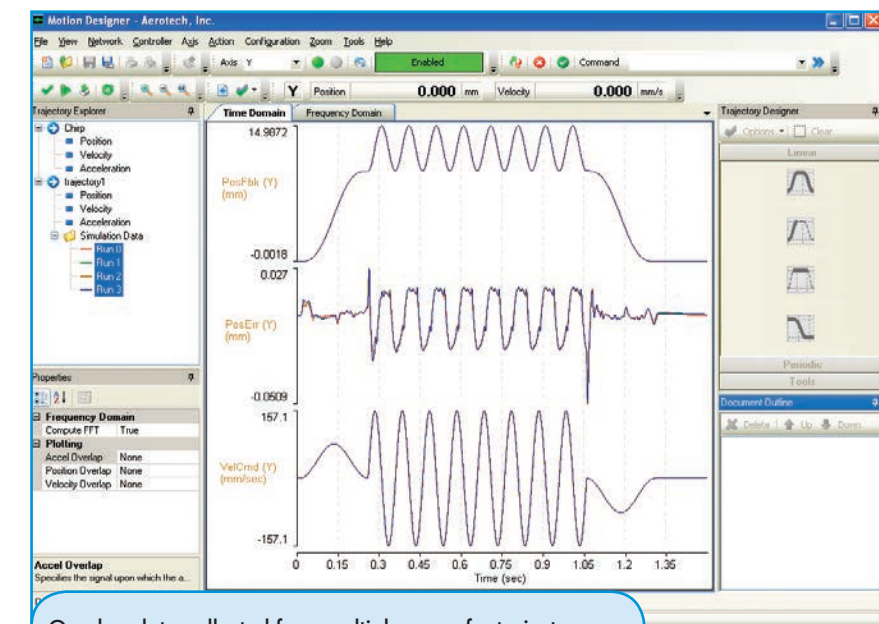 Motion Designer - Aerotech, Inc.
File View Network Controller Axis Action Configuration Zoom Tools Help
Axis Y Enabled Command
Y Position 0.000 mm Velocity 0.000 mm/s
Trajectory Explorer
Chirp
Position
Velocity
Acceleration
trajectory1
Position
Velocity
Acceleration
Simulation Data
Run 0
Run 1
Run 2
Run 3
Properties
Frequency Domain
Compute FFT True
Plotting
Accel Overlap None
Position Overlap None
Velocity Overlap None
Accel Overlap
Specifies the signal upon which the a...
Time Domain Frequency Domain
14.9872
PosFbk (Y)
(mm)
-0.0018
0.027
PosErr (Y)
(mm)
-0.0509
157.1
VelCmd (Y)
(mm/sec)
-157.1
0 0.15 0.3 0.45 0.6 0.75 0.9 1.05 1.2 1.35
Time (sec)
Trajectory Designer
Options Clear
Linear
Periodic
Tools
Document Outline
Delete Up Down